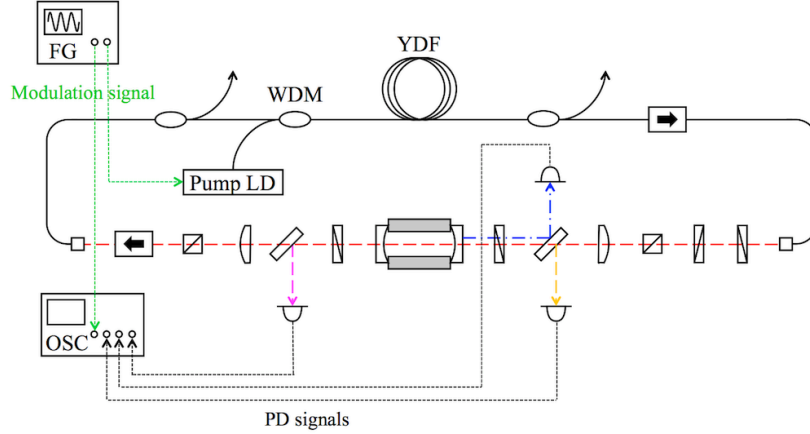 FG
YDF
Modulation signal
WDM
Pump LD
OSC
PD signals